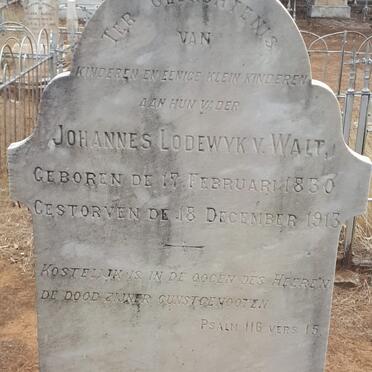 TER GEDACHTENIS
VAN
KINDEREN EN EENIGE KLEIN KINDEREN
AAN HUN VADER
JOHANNES LODEWYK V. WALT,
GEBOREN DE 17 FEBRUARI 1830
GESTORVEN DE 18 DECEMBER 1913
KOSTELIJK IS IN DE OOGEN DES HEEREN
DE DOOD ZIJNER GUNSTGENOOTEN
PSALM 116 VERS 15.